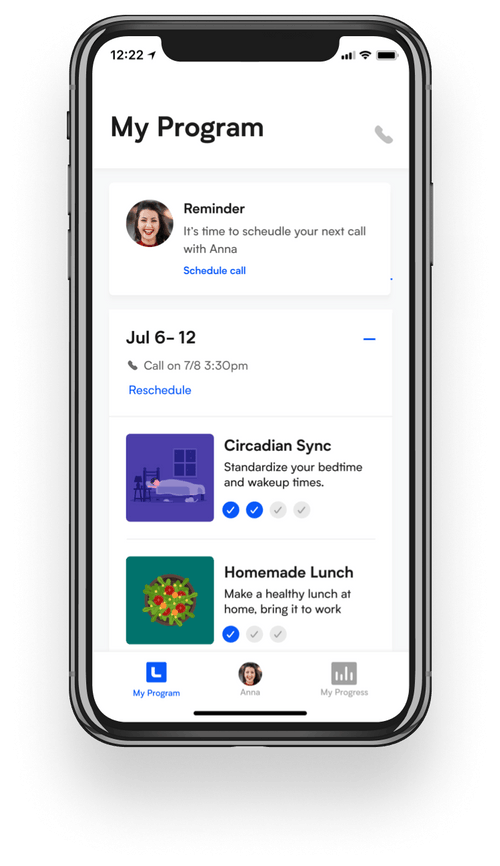 12:22
My Program
Reminder
It's time to scheudle your next call
with Anna
Schedule call
Jul 6- 12
Call on 7/8 3:30pm
Reschedule
Circadian Sync
Standardize your bedtime
and wakeup times.
Homemade Lunch
Make a healthy lunch at
home, bring it to work
My Program
Anna
My Progress